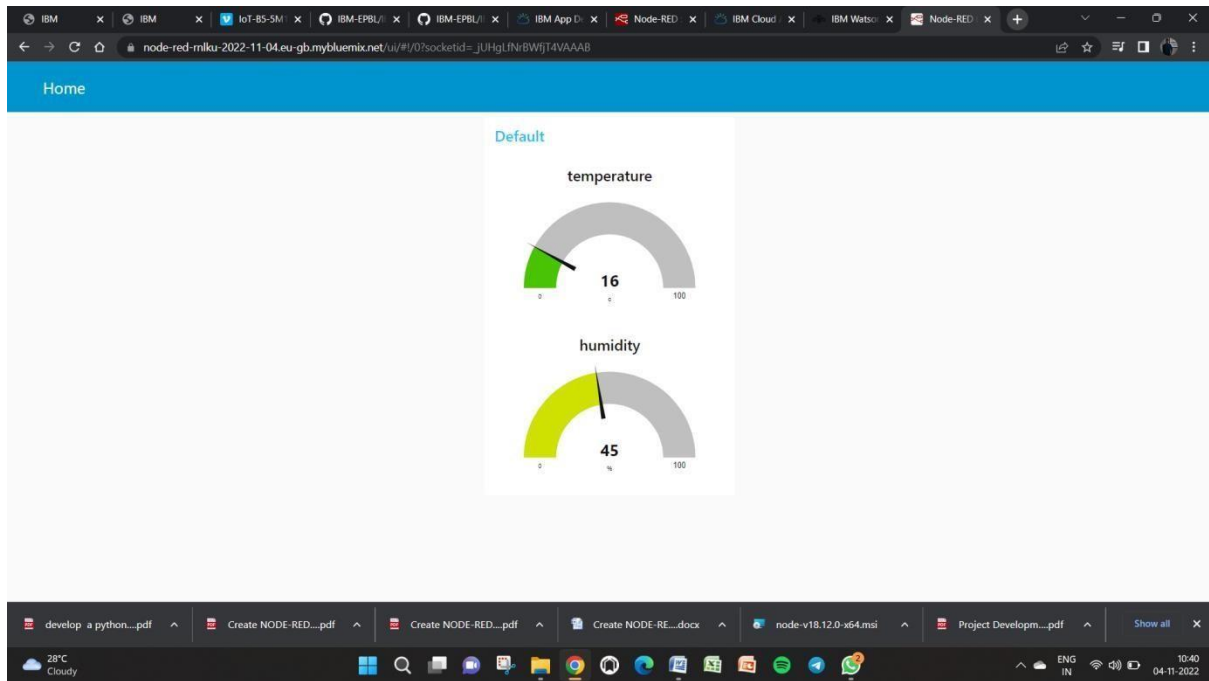 IBM
IBM
IoT-B5-5M1
IBM-EPBL/I
IBM-EPBL/I
IBM App De
Node-RED
IBM Cloud /
IBM Watson
Node-RED
node-red-rnlku-2022-11-04.eu-gb.mybluemix.net/ui/#!/0?socketid=_jUHgLfNrBWfjT4VAAAB
Home
Default
temperature
16
0
100
humidity
45
0
%
100
develop a python....pdf
Create NODE-RED....pdf
Create NODE-RED....pdf
Create NODE-RE....docx
node-v18.12.0-x64.msi
Project Developm....pdf
Show all
28°C
Cloudy
2
ENG
IN
10:40
04-11-2022